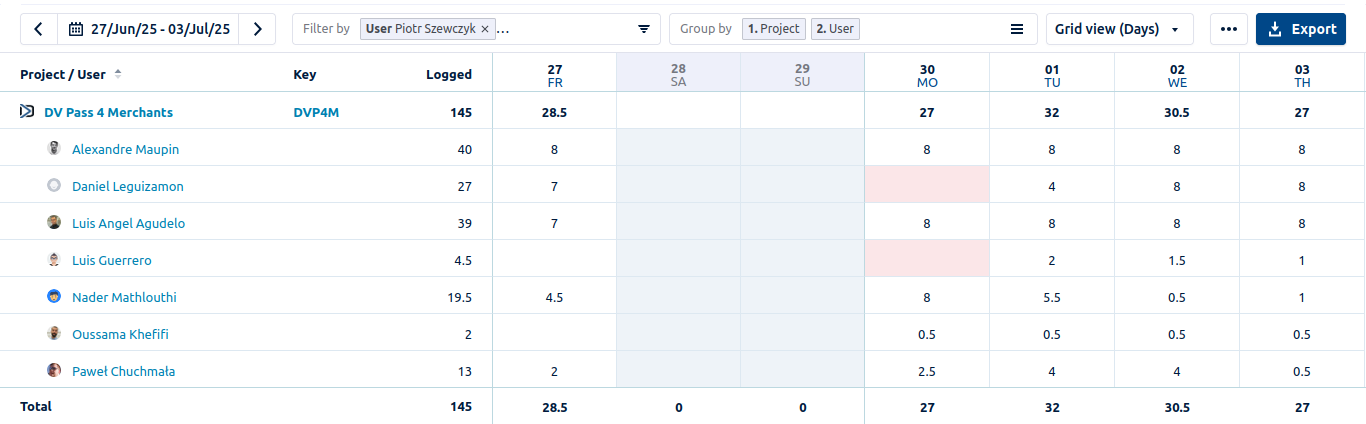 27/Jun/25 - 03/Jul/25 Filter by User Piotr Szewczyk × ... Group by 1. Project 2. User Grid view (Days) ••• Export
Project / User Key Logged 27 FR 28 SA 29 SU 30 MO 01 TU 02 WE 03 TH
DV Pass 4 Merchants DVP4M 145 28.5 27 32 30.5 27
Alexandre Maupin 40 8 8 8 8 8
Daniel Leguizamon 27 7 4 8 8
Luis Angel Agudelo 39 7 8 8 8 8
Luis Guerrero 4.5 2 1.5 1
Nader Mathlouthi 19.5 4.5 8 5.5 0.5 1
Oussama Khefifi 2 0.5 0.5 0.5 0.5
Paweł Chuchmała 13 2 2.5 4 4 0.5
Total 145 28.5 0 0 27 32 30.5 27